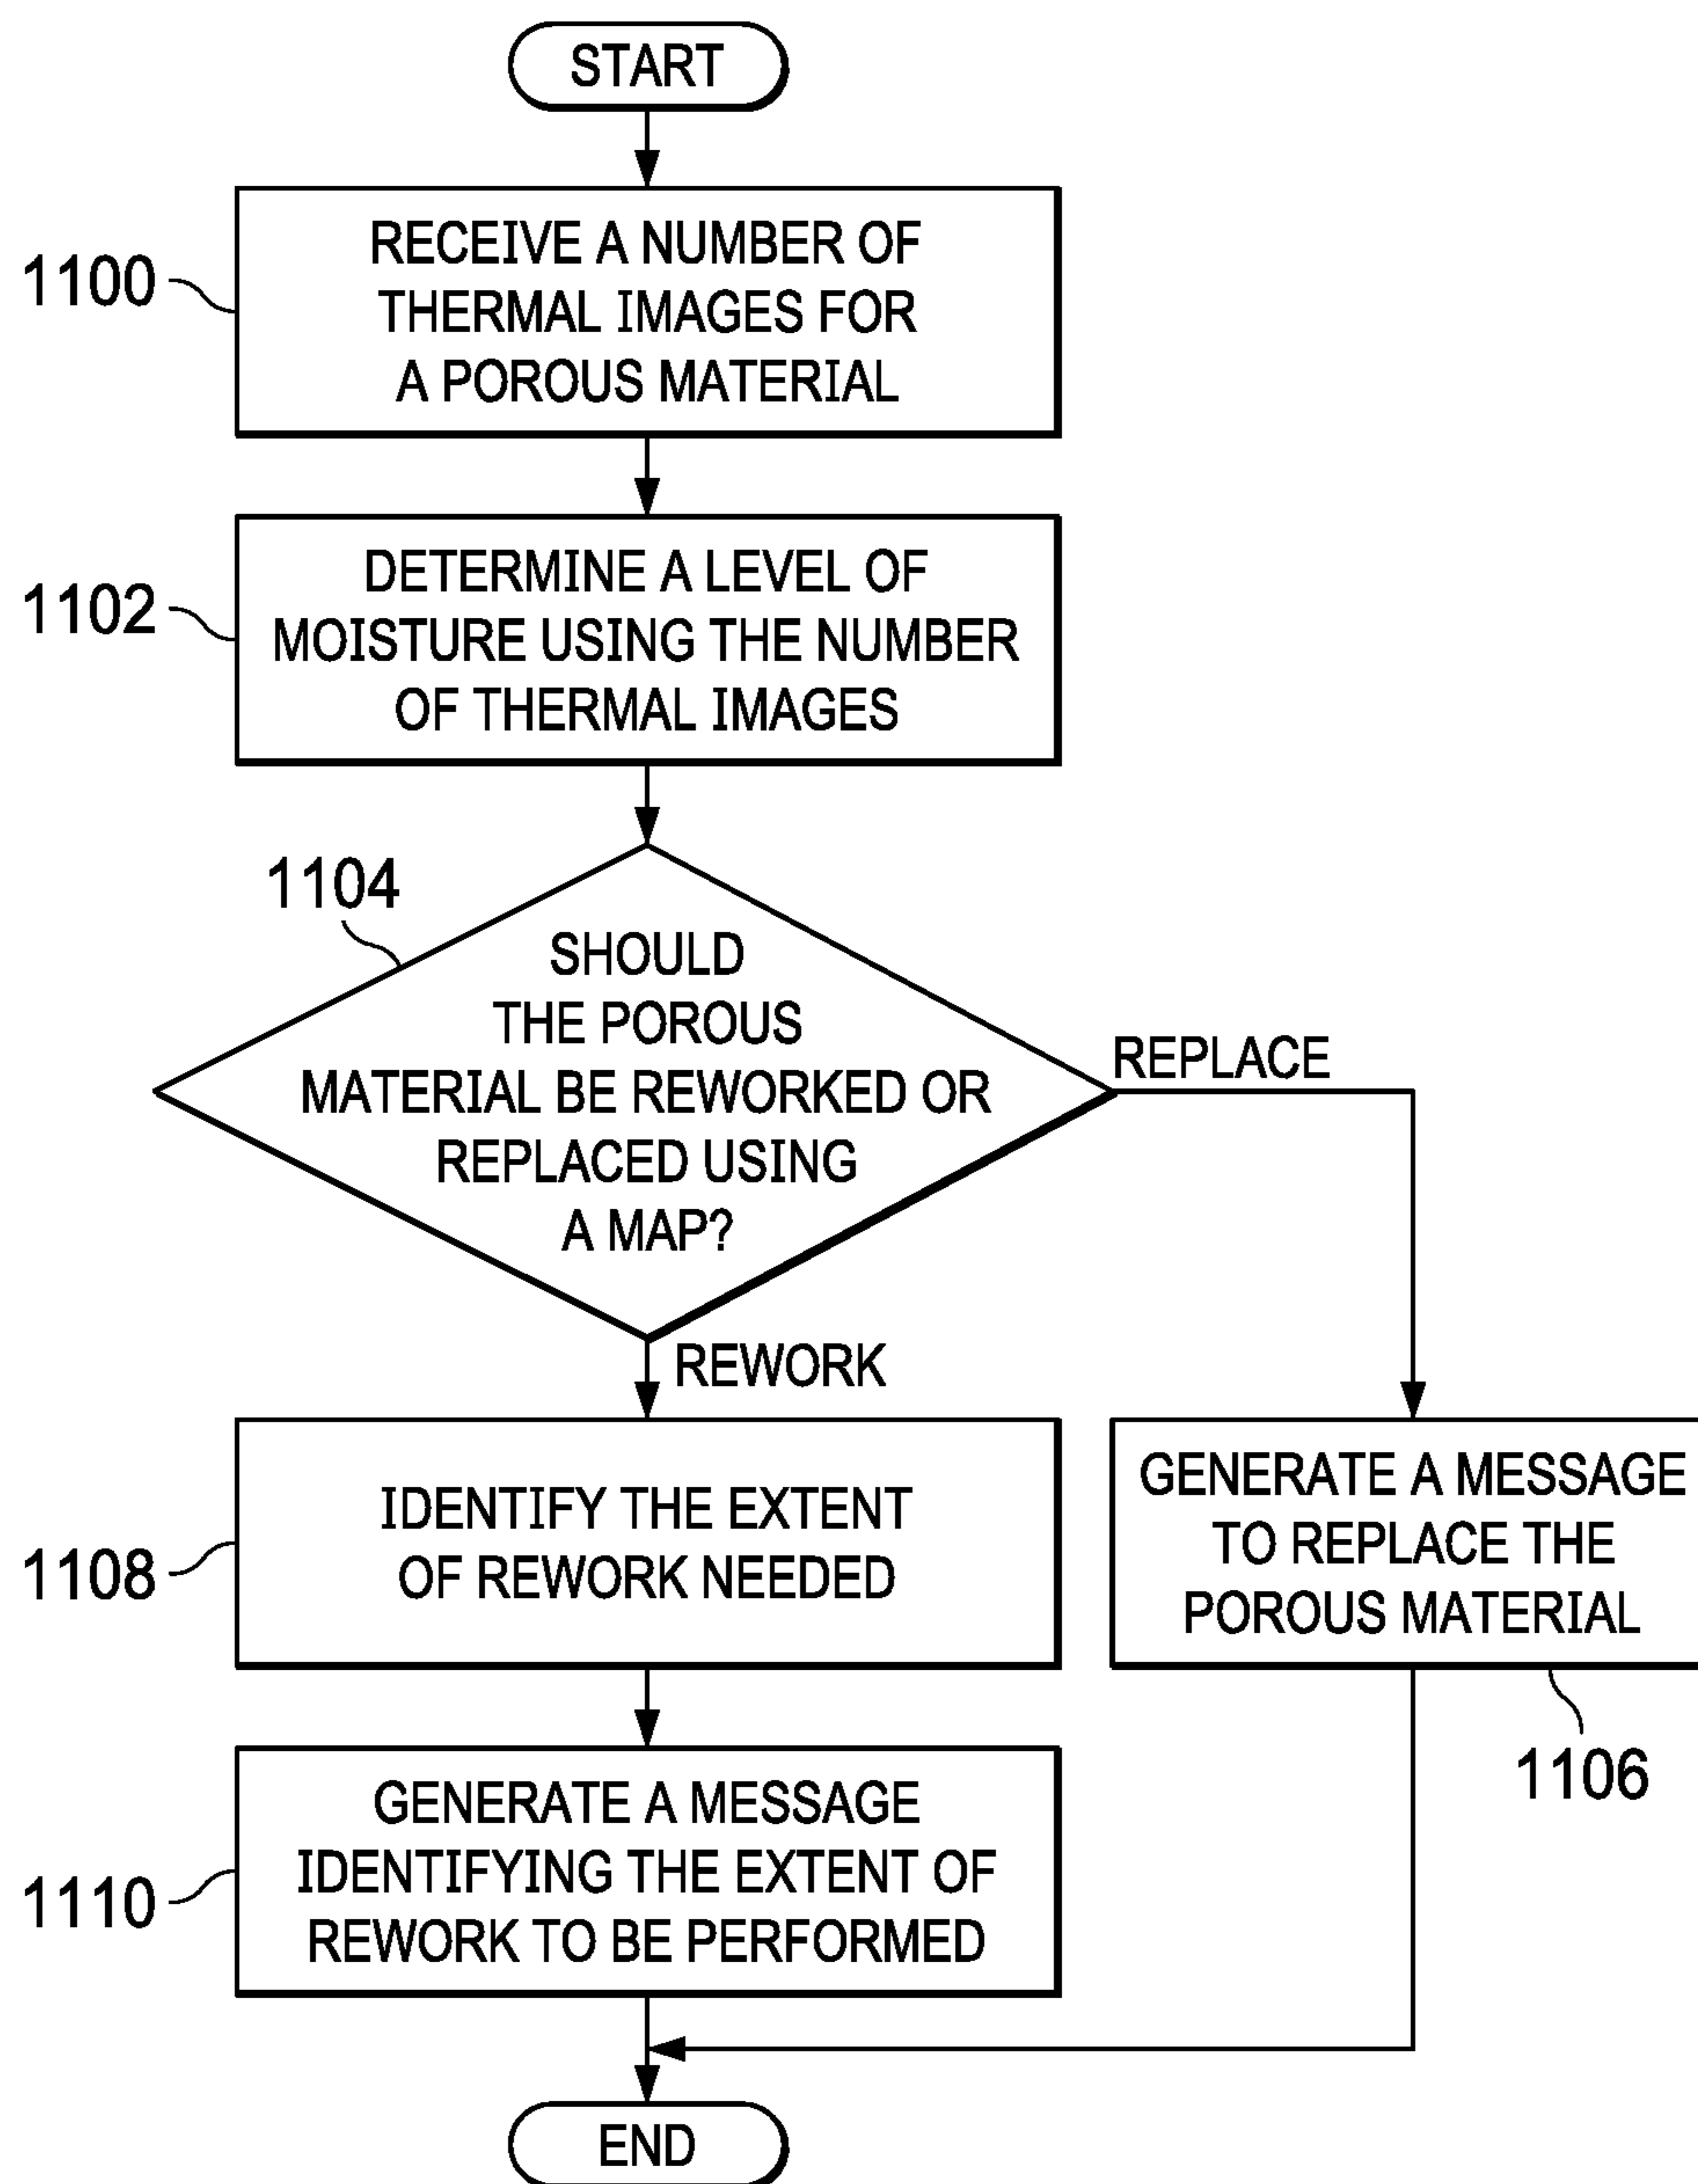 START
1100
RECEIVE A NUMBER OF
THERMAL IMAGES FOR
A POROUS MATERIAL
1102
DETERMINE A LEVEL OF
MOISTURE USING THE NUMBER
OF THERMAL IMAGES
1104
SHOULD
THE POROUS
MATERIAL BE REWORKED OR
REPLACED USING
A MAP?
REPLACE
REWORK
1108
IDENTIFY THE EXTENT
OF REWORK NEEDED
GENERATE A MESSAGE
TO REPLACE THE
POROUS MATERIAL
1106
1110
GENERATE A MESSAGE
IDENTIFYING THE EXTENT OF
REWORK TO BE PERFORMED
END